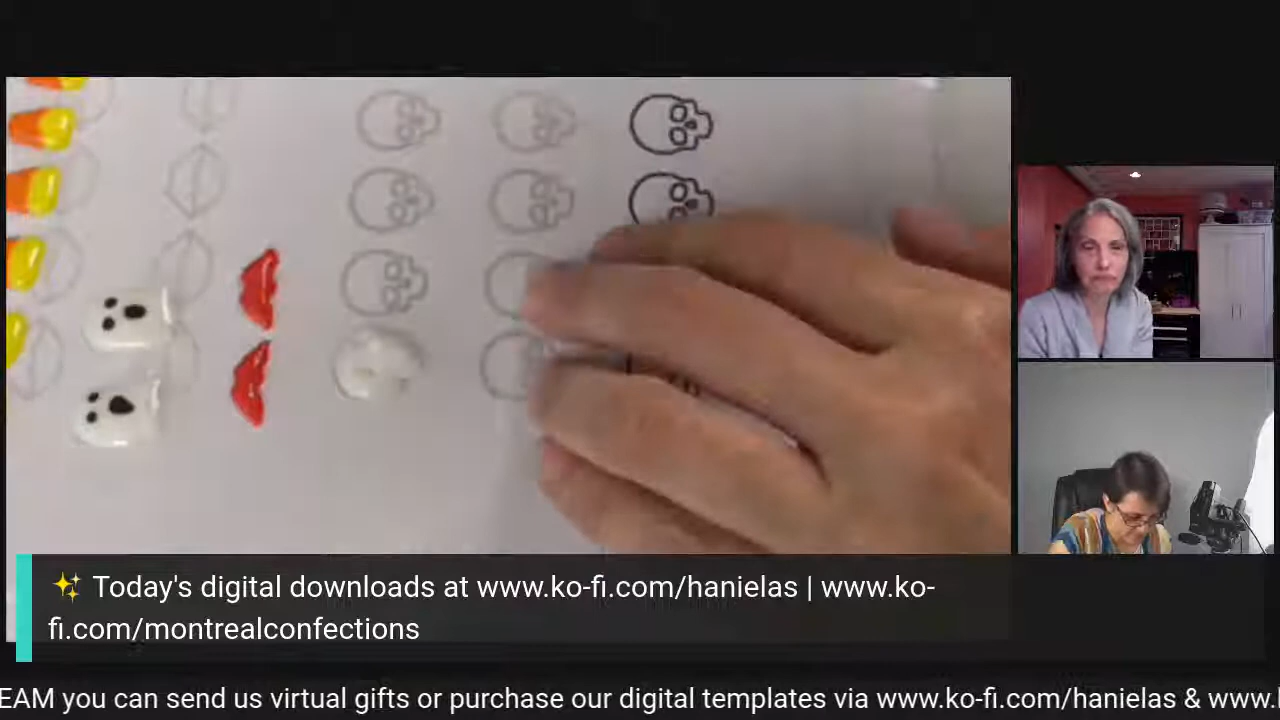 ✨ Today's digital downloads at www.ko-fi.com/hanielas | www.ko-
fi.com/montrealconfections
EAM you can send us virtual gifts or purchase our digital templates via www.ko-fi.com/hanielas & www.